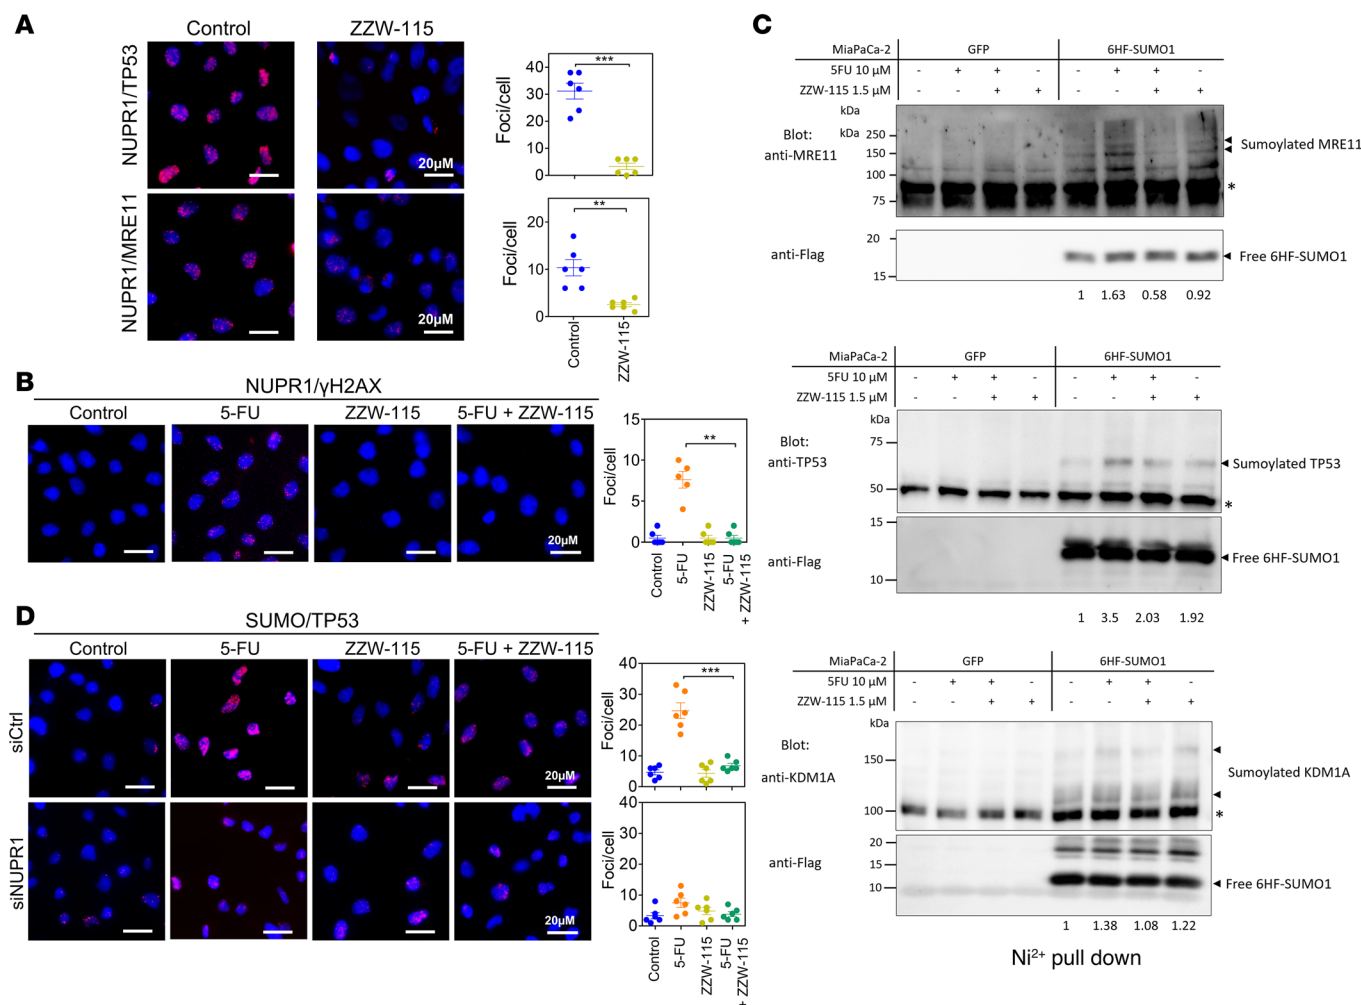 A
Control
ZZW-115
NUPR1/TP53
20µM
Foci/cell
40
30
20
10
0
***
NUPR1/MRE11
20µM
Foci/cell
20
10
0
**
Control
ZZW-115
B
NUPR1/γH2AX
Control
5-FU
ZZW-115
5-FU + ZZW-115
20µM
Foci/cell
15
10
5
0
**
Control
5-FU
ZZW-115
5-FU
+ ZZW-115
D
SUMO/TP53
Control
5-FU
ZZW-115
5-FU + ZZW-115
siCtrl
20µM
Foci/cell
40
30
20
10
0
***
siNUPR1
20µM
Foci/cell
40
30
20
10
0
Control
5-FU
ZZW-115
5-FU
+ ZZW-115
C
MiaPaCa-2 GFP 6HF-SUMO1
5FU 10 µM - + + - - + + -
ZZW-115 1.5 µM - - + + - - + +
kDa
Blot: kDa 250
anti-MRE11 150
100
75
Sumoylated MRE11
*
20
anti-Flag
15
Free 6HF-SUMO1
1 1.63 0.58 0.92
MiaPaCa-2 GFP 6HF-SUMO1
5FU 10 µM - + + - - + + -
ZZW-115 1.5 µM - - + + - - + +
kDa
Blot: 75
anti-TP53
50
Sumoylated TP53
*
15
anti-Flag
10
Free 6HF-SUMO1
1 3.5 2.03 1.92
MiaPaCa-2 GFP 6HF-SUMO1
5FU 10 µM - + + - - + + -
ZZW-115 1.5 µM - - + + - - + +
kDa
Blot: 150
anti-KDM1A
100
Sumoylated KDM1A
*
20
anti-Flag 15
10
Free 6HF-SUMO1
1 1.38 1.08 1.22
Ni²⁺ pull down